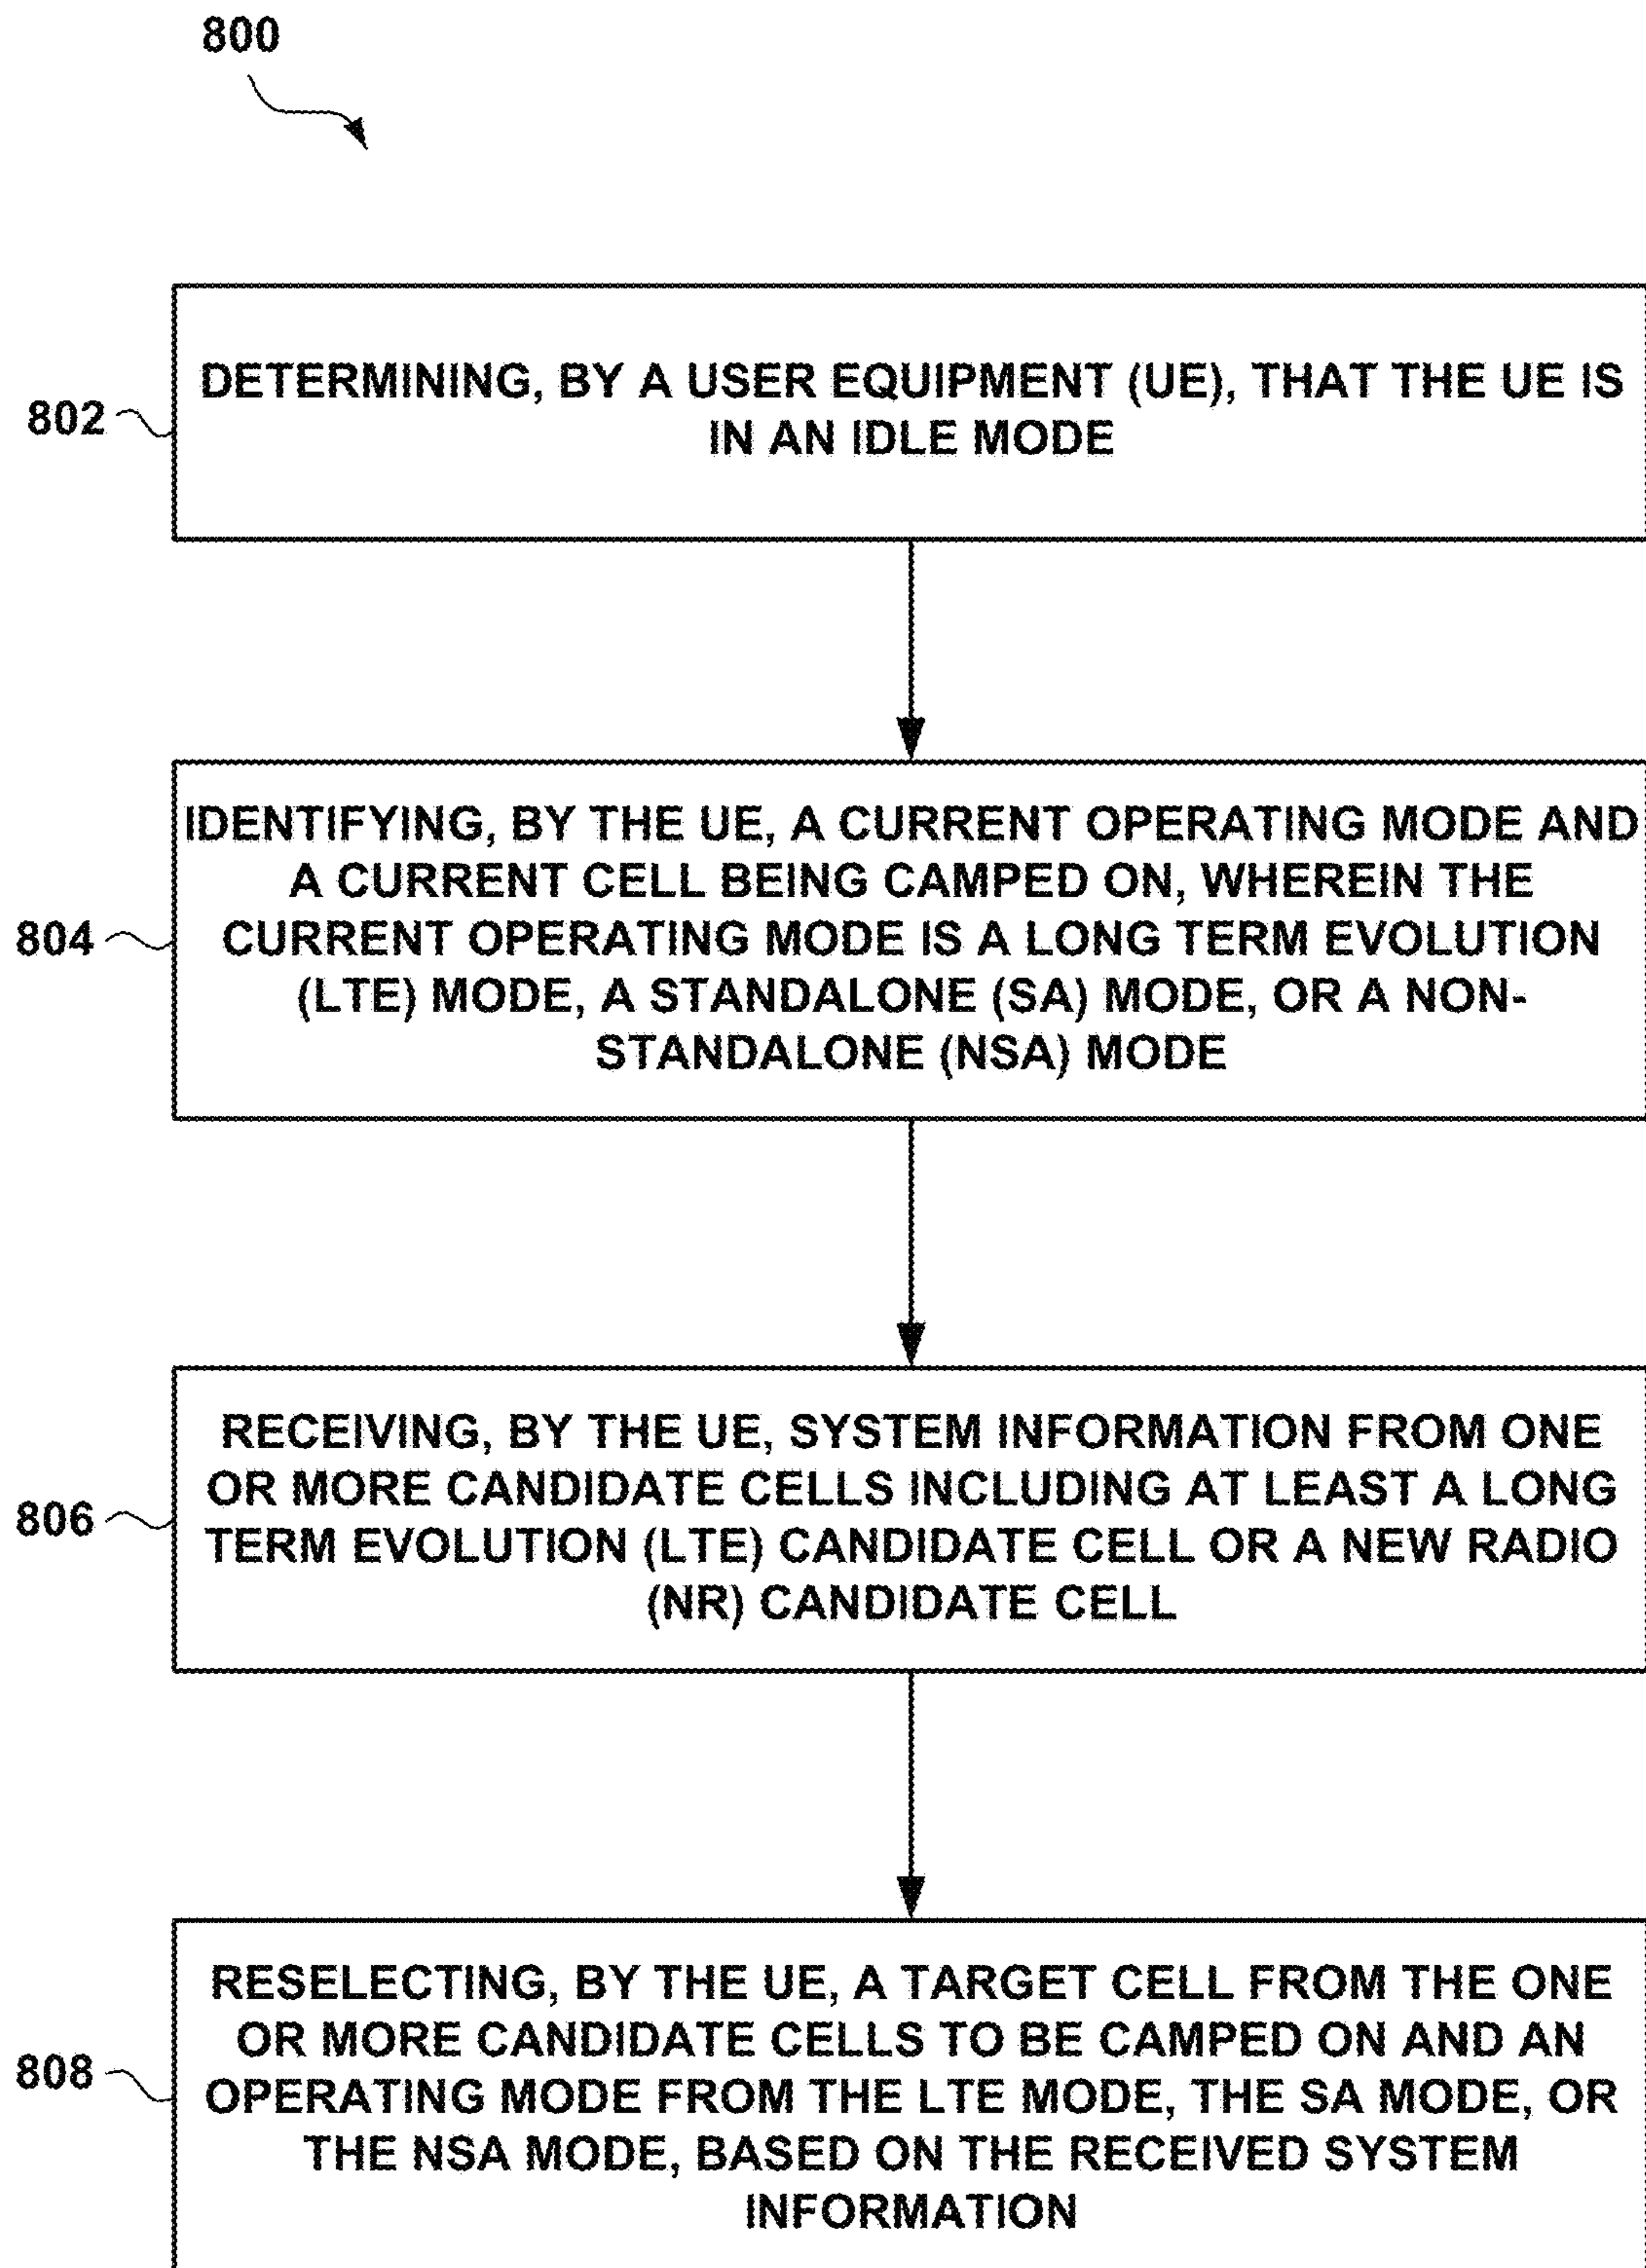 800
802
DETERMINING, BY A USER EQUIPMENT (UE), THAT THE UE IS
IN AN IDLE MODE
804
IDENTIFYING, BY THE UE, A CURRENT OPERATING MODE AND
A CURRENT CELL BEING CAMPED ON, WHEREIN THE
CURRENT OPERATING MODE IS A LONG TERM EVOLUTION
(LTE) MODE, A STANDALONE (SA) MODE, OR A NON-
STANDALONE (NSA) MODE
806
RECEIVING, BY THE UE, SYSTEM INFORMATION FROM ONE
OR MORE CANDIDATE CELLS INCLUDING AT LEAST A LONG
TERM EVOLUTION (LTE) CANDIDATE CELL OR A NEW RADIO
(NR) CANDIDATE CELL
808
RESELECTING, BY THE UE, A TARGET CELL FROM THE ONE
OR MORE CANDIDATE CELLS TO BE CAMPED ON AND AN
OPERATING MODE FROM THE LTE MODE, THE SA MODE, OR
THE NSA MODE, BASED ON THE RECEIVED SYSTEM
INFORMATION